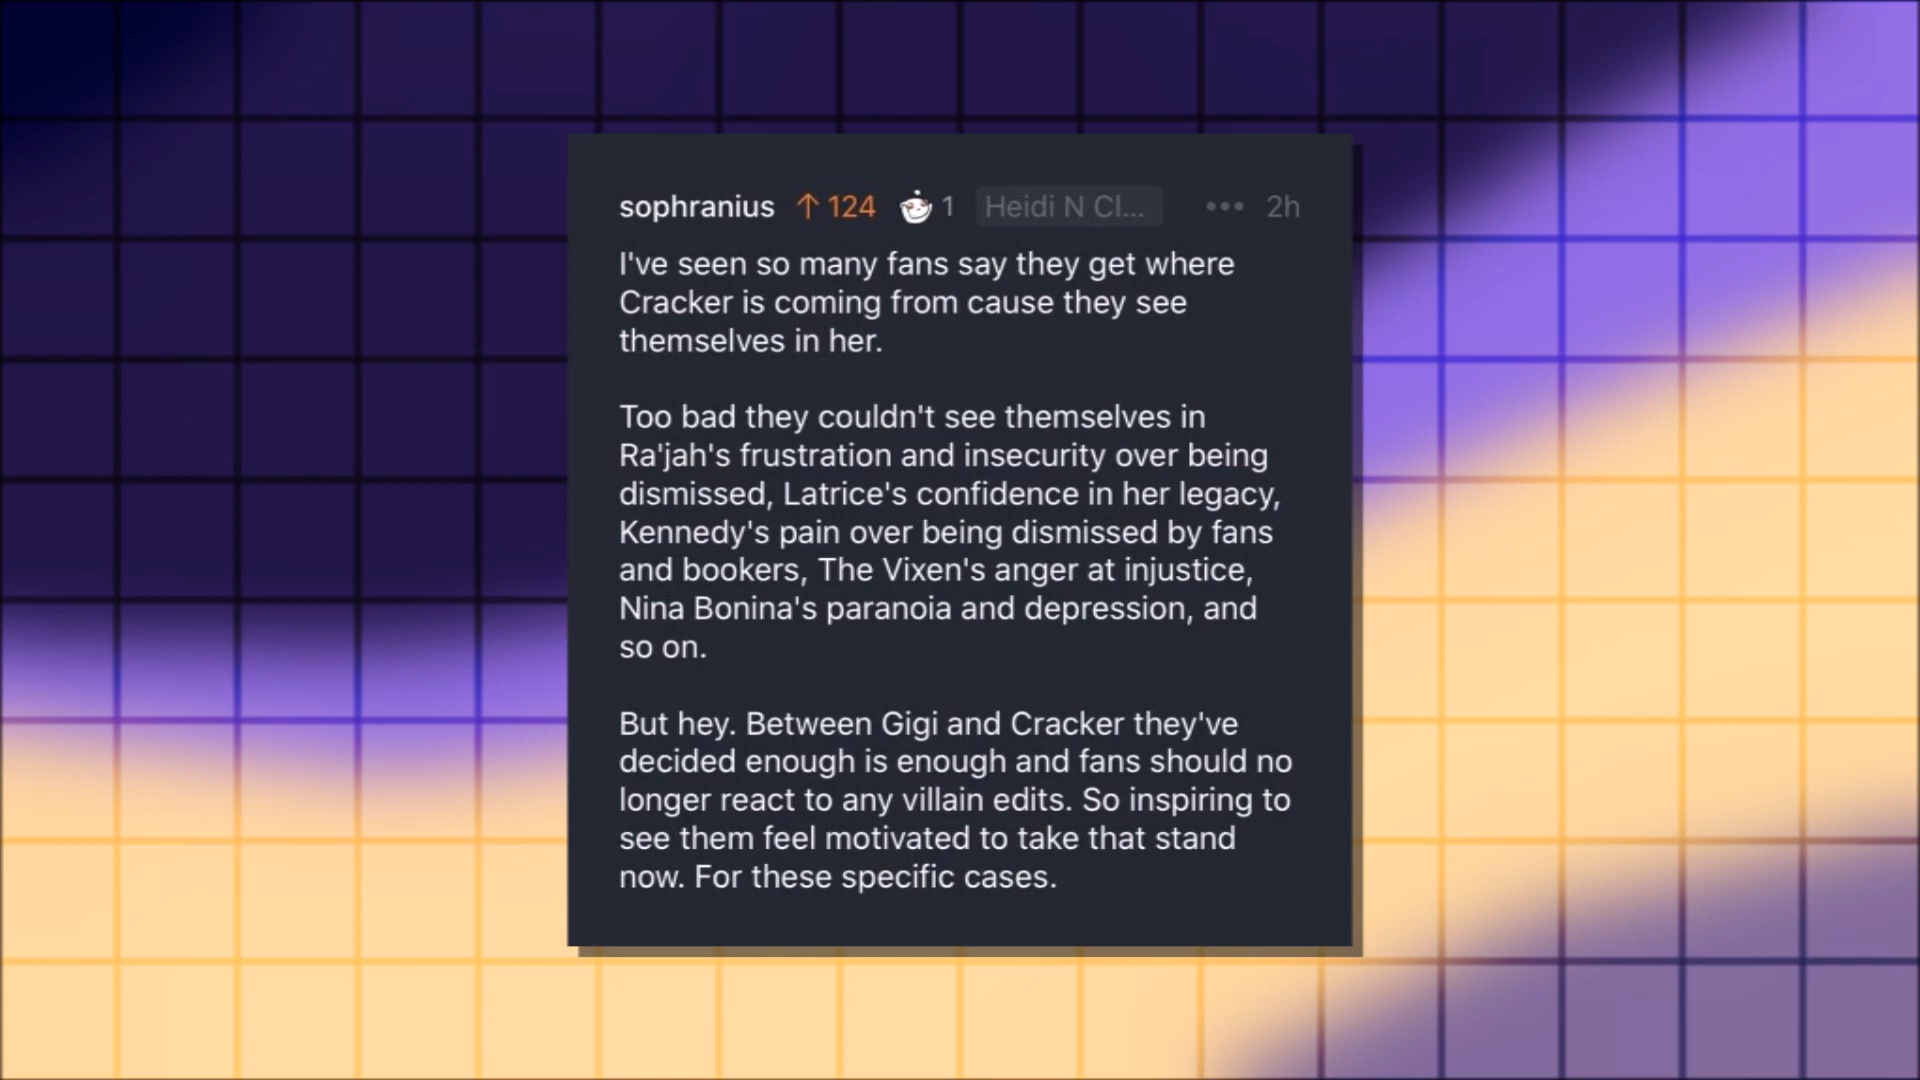 sophranius ↑124 1 Heidi N Cl... ••• 2h
I've seen so many fans say they get where
Cracker is coming from cause they see
themselves in her.
Too bad they couldn't see themselves in
Ra'jah's frustration and insecurity over being
dismissed, Latrice's confidence in her legacy,
Kennedy's pain over being dismissed by fans
and bookers, The Vixen's anger at injustice,
Nina Bonina's paranoia and depression, and
so on.
But hey. Between Gigi and Cracker they've
decided enough is enough and fans should no
longer react to any villain edits. So inspiring to
see them feel motivated to take that stand
now. For these specific cases.